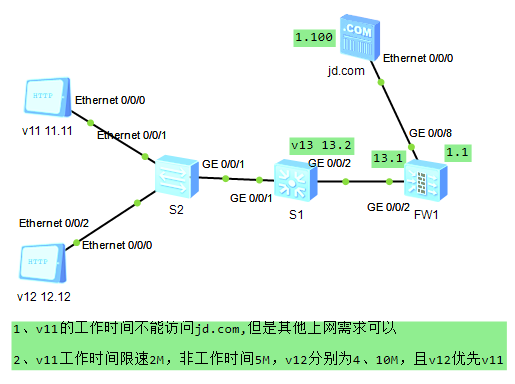 1.100
Ethernet 0/0/0
jd.com
HTTP
Ethernet 0/0/0
v11 11.11
Ethernet 0/0/1
GE 0/0/8
v13 13.2
1.1
GE 0/0/1
GE 0/0/2
13.1
GE 0/0/1
GE 0/0/2
S2
S1
FW1
Ethernet 0/0/2
Ethernet 0/0/0
HTTP
v12 12.12
1、v11的工作时间不能访问jd.com,但是其他上网需求可以
2、v11工作时间限速2M，非工作时间5M，v12分别为4、10M，且v12优先v11
.COM